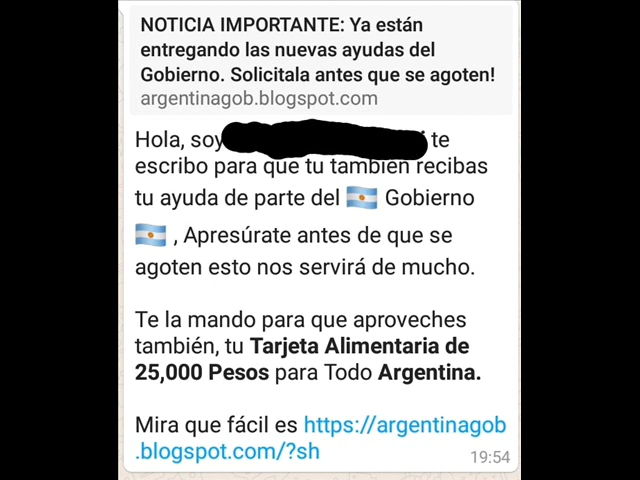 NOTICIA IMPORTANTE: Ya están
entregando las nuevas ayudas del
Gobierno. Solicitala antes que se agoten!
argentinagob.blogspot.com
Hola, soy te
escribo para que tu también recibas
tu ayuda de parte del 🇦🇷 Gobierno
🇦🇷 , Apresúrate antes de que se
agoten esto nos servirá de mucho.
Te la mando para que aproveches
también, tu Tarjeta Alimentaria de
25,000 Pesos para Todo Argentina.
Mira que fácil es https://argentinagob
.blogspot.com/?sh
19:54